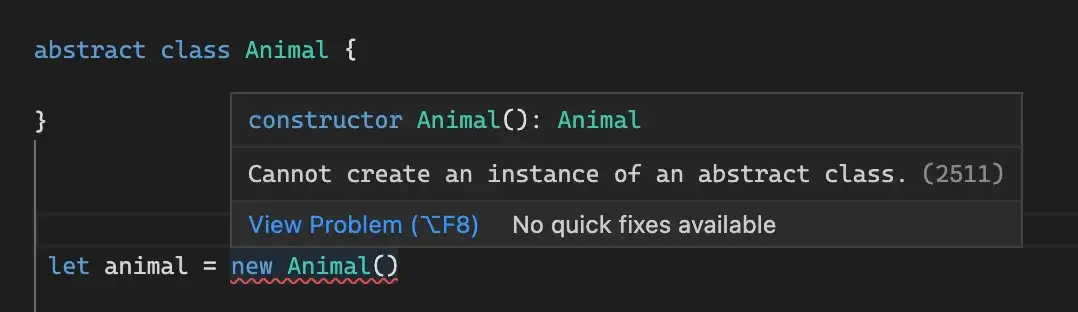 abstract class Animal {
}
constructor Animal(): Animal
Cannot create an instance of an abstract class. (2511)
View Problem (⌥F8) No quick fixes available
let animal = new Animal()